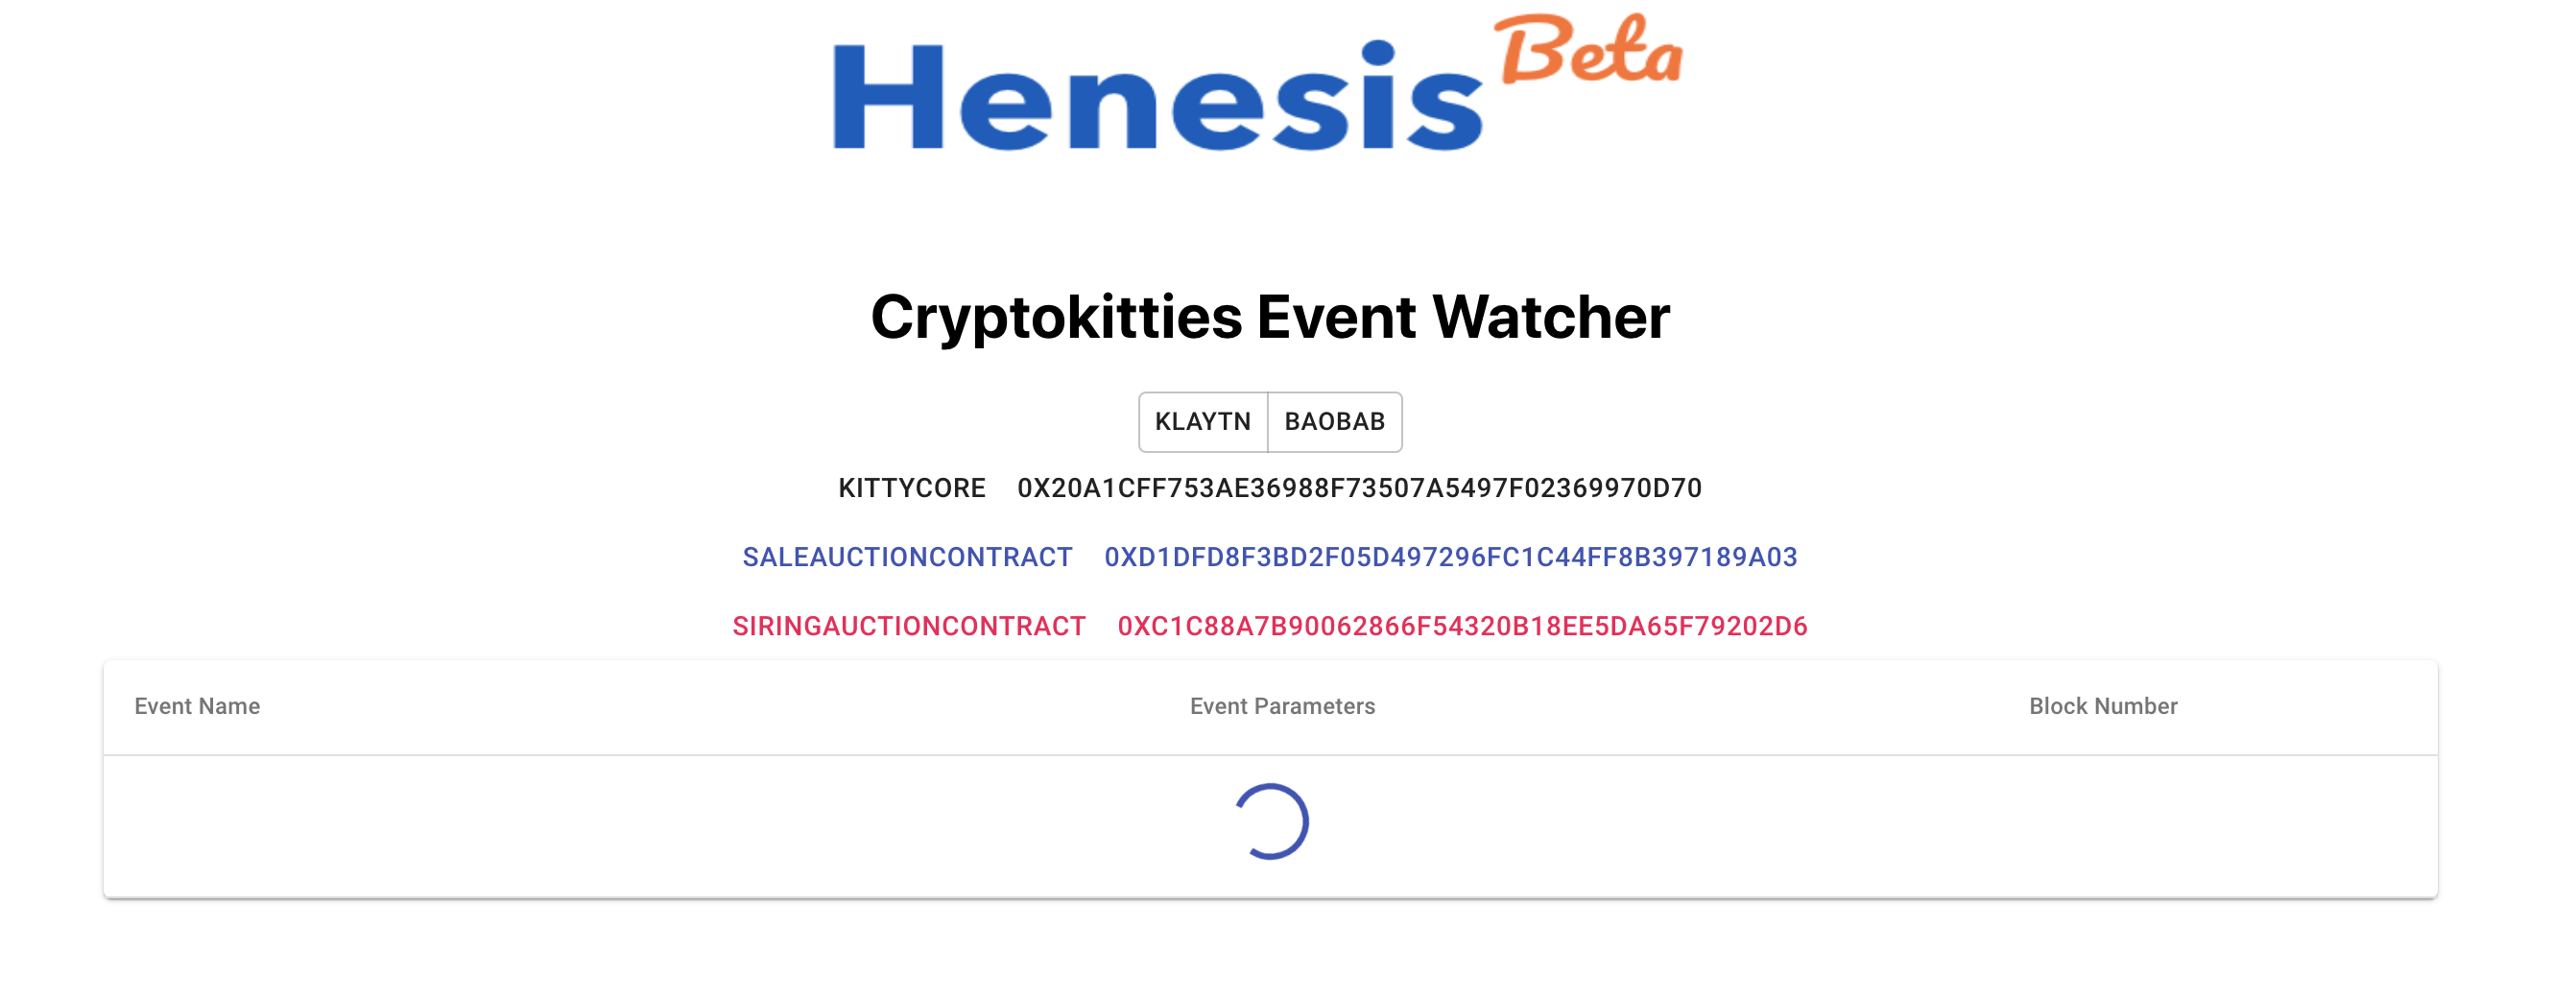 Henesis Beta
Cryptokitties Event Watcher
KLAYTN BAOBAB
KITTYCORE 0X20A1CFF753AE36988F73507A5497F02369970D70
SALEAUCTIONCONTRACT 0XD1DFD8F3BD2F05D497296FC1C44FF8B397189A03
SIRINGAUCTIONCONTRACT 0XC1C88A7B90062866F54320B18EE5DA65F79202D6
Event Name Event Parameters Block Number